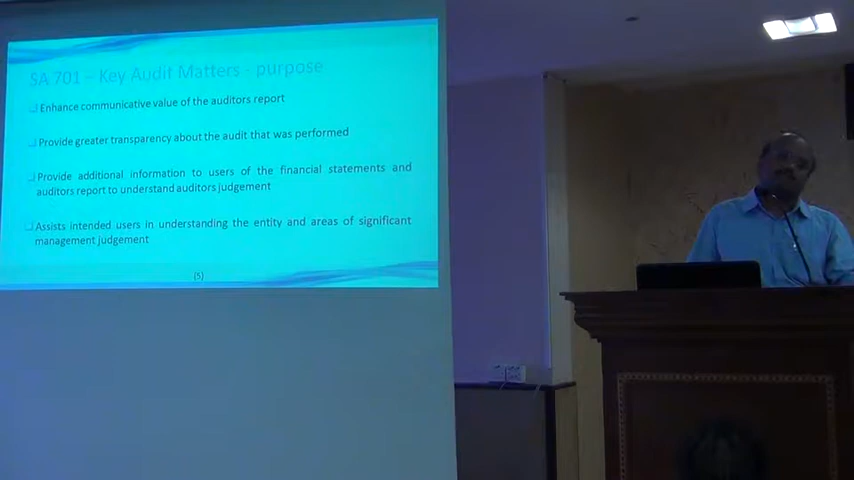 SA 701 – Key Audit Matters - purpose
Enhance communicative value of the auditors report
Provide greater transparency about the audit that was performed
Provide additional information to users of the financial statements and
auditors report to understand auditors judgement
Assists intended users in understanding the entity and areas of significant
management judgement
(5)